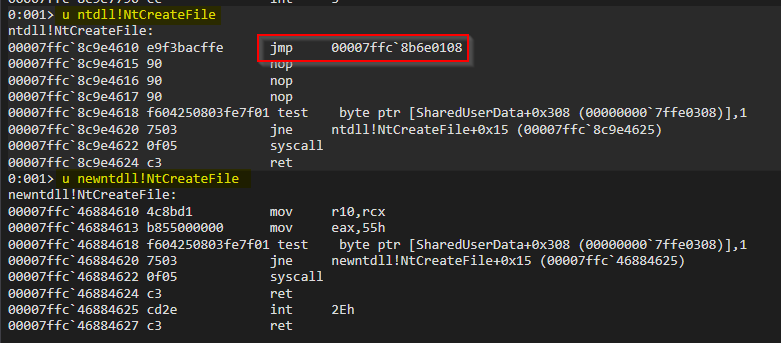 0:001> u ntdll!NtCreateFile
ntdll!NtCreateFile:
00007ffc`8c9e4610 e9f3bacffe      jmp     00007ffc`8b6e0108
00007ffc`8c9e4615 90              nop
00007ffc`8c9e4616 90              nop
00007ffc`8c9e4617 90              nop
00007ffc`8c9e4618 f604250803fe7f01 test    byte ptr [SharedUserData+0x308 (00000000`7ffe0308)],1
00007ffc`8c9e4620 7503            jne     ntdll!NtCreateFile+0x15 (00007ffc`8c9e4625)
00007ffc`8c9e4622 0f05            syscall
00007ffc`8c9e4624 c3              ret
0:001> u newntdll!NtCreateFile
newntdll!NtCreateFile:
00007ffc`46884610 4c8bd1          mov     r10,rcx
00007ffc`46884613 b855000000      mov     eax,55h
00007ffc`46884618 f604250803fe7f01 test    byte ptr [SharedUserData+0x308 (00000000`7ffe0308)],1
00007ffc`46884620 7503            jne     newntdll!NtCreateFile+0x15 (00007ffc`46884625)
00007ffc`46884622 0f05            syscall
00007ffc`46884624 c3              ret
00007ffc`46884625 cd2e            int     2Eh
00007ffc`46884627 c3              ret